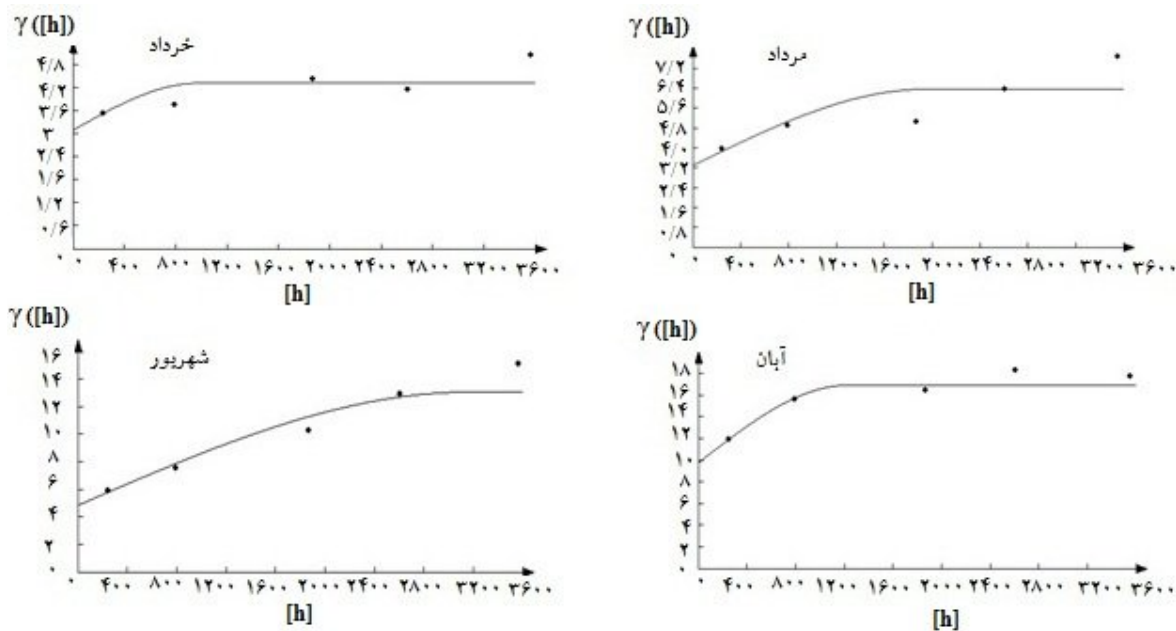 γ ([h])
خرداد
۴/۸
۴/۲
۳/۶
۳
۲/۴
۱/۶
۱/۲
۰/۶
۰ ۴۰۰ ۸۰۰ ۱۲۰۰ ۱۶۰۰ ۲۰۰۰ ۲۴۰۰ ۲۸۰۰ ۳۲۰۰ ۳۶۰۰
[h]
γ ([h])
مرداد
۷/۲
۶/۴
۵/۶
۴/۸
۴/۰
۳/۲
۲/۴
۱/۶
۰/۸
۰ ۴۰۰ ۸۰۰ ۱۲۰۰ ۱۶۰۰ ۲۰۰۰ ۲۴۰۰ ۲۸۰۰ ۳۲۰۰ ۳۶۰۰
[h]
γ ([h])
شهریور
۱۶
۱۴
۱۲
۱۰
۸
۶
۴
۲
۰ ۴۰۰ ۸۰۰ ۱۲۰۰ ۱۶۰۰ ۲۰۰۰ ۲۴۰۰ ۲۸۰۰ ۳۲۰۰ ۳۶۰۰
[h]
γ ([h])
آبان
۱۸
۱۶
۱۴
۱۲
۱۰
۸
۶
۴
۲
۰
۰ ۴۰۰ ۸۰۰ ۱۲۰۰ ۱۶۰۰ ۲۰۰۰ ۲۴۰۰ ۲۸۰۰ ۳۲۰۰ ۳۶۰۰
[h]